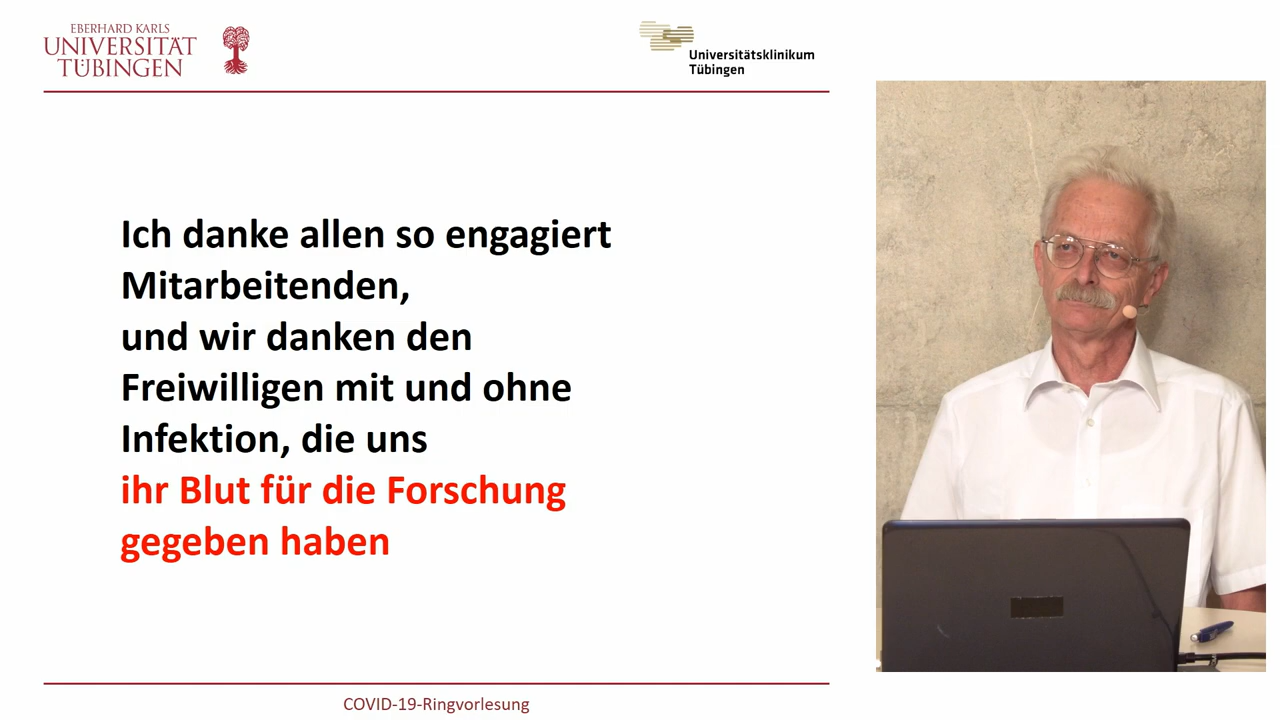 EBERHARD KARLS
UNIVERSITÄT
TÜBINGEN
Universitätsklinikum
Tübingen
Ich danke allen so engagiert
Mitarbeitenden,
und wir danken den
Freiwilligen mit und ohne
Infektion, die uns
ihr Blut für die Forschung
gegeben haben
COVID-19-Ringvorlesung